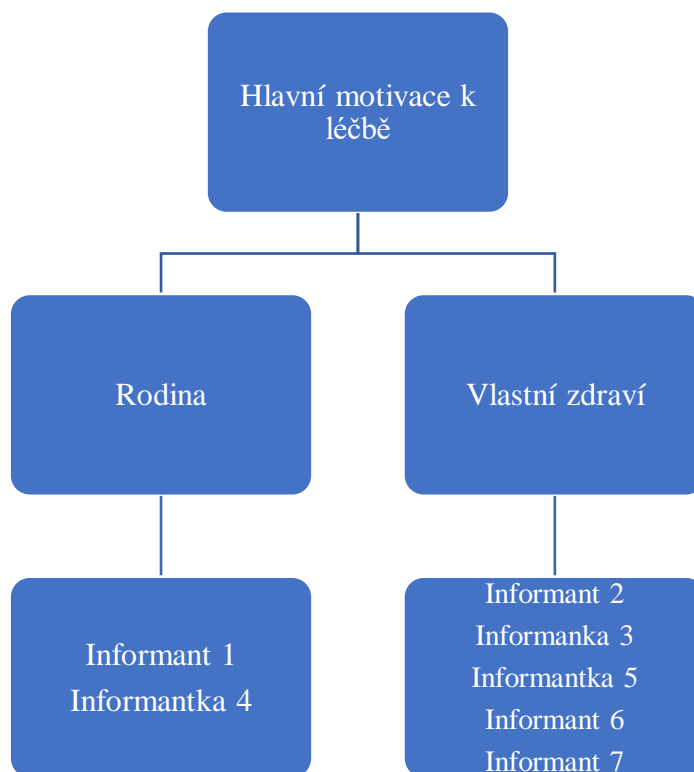 Hlavní motivace k
léčbě
Rodina
Vlastní zdraví
Informant 1
Informantka 4
Informant 2
Informanka 3
Informantka 5
Informant 6
Informant 7